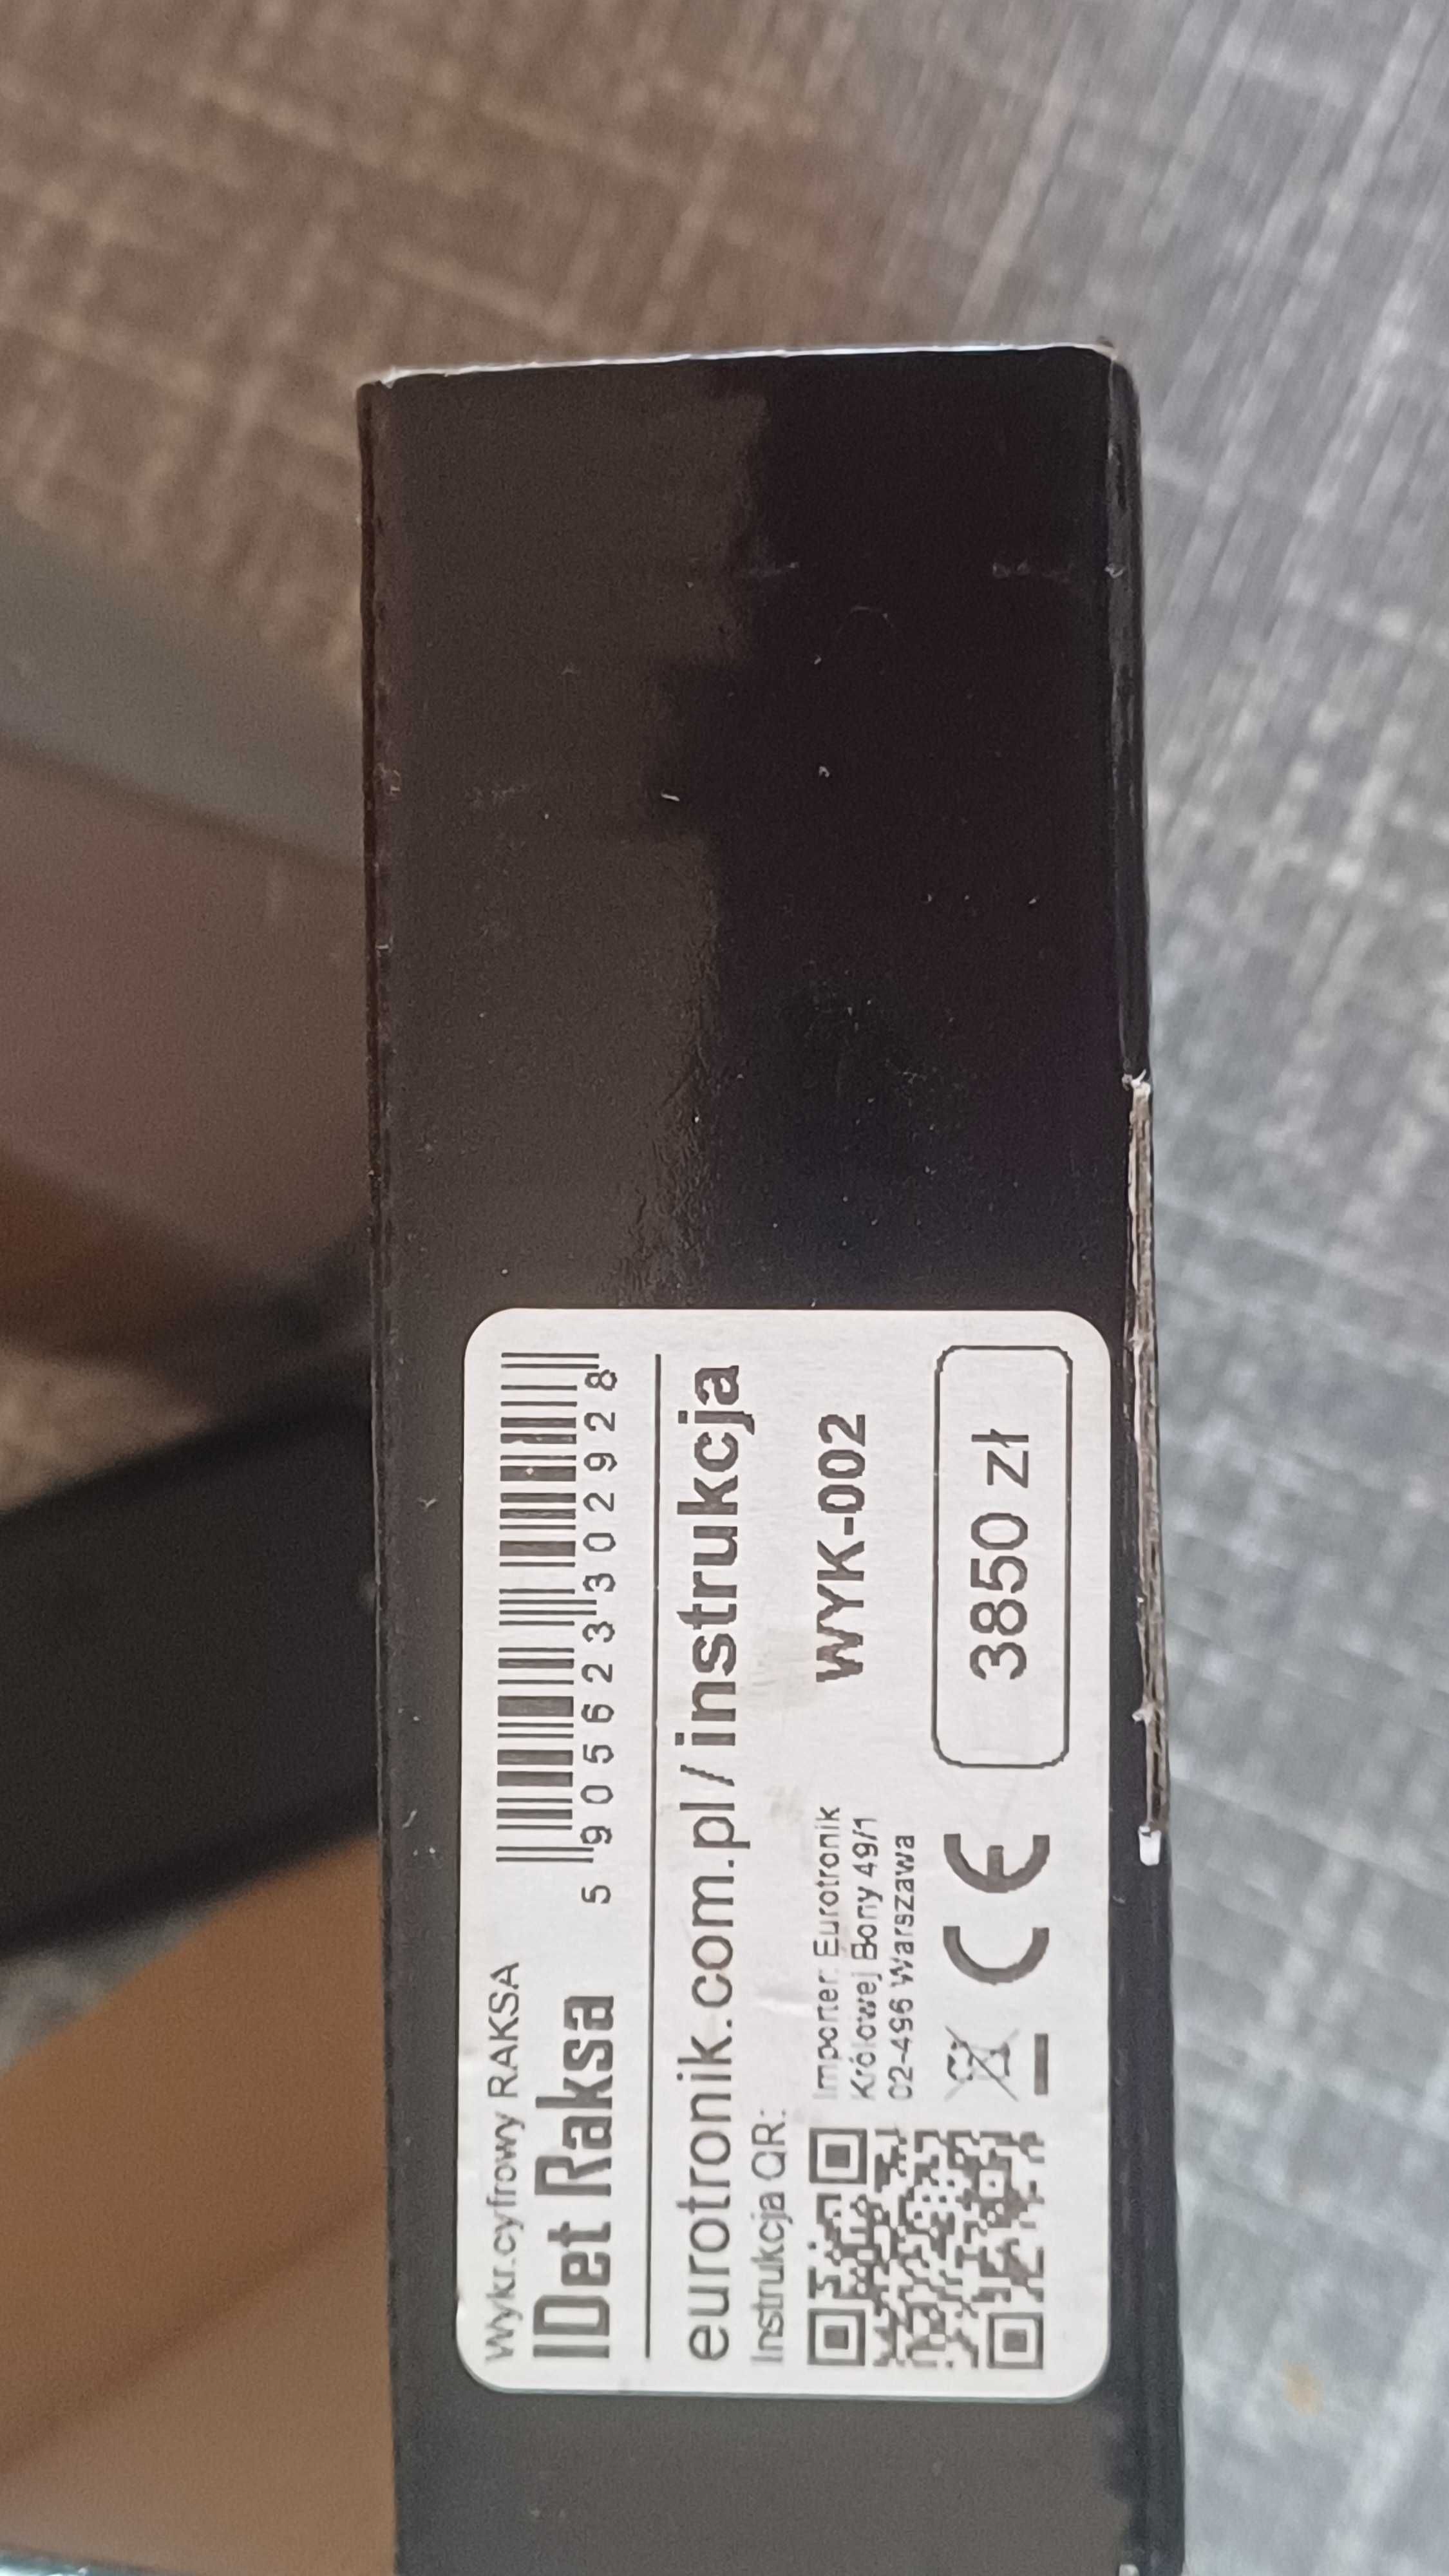 Wykr.cyfrowy RAKSA
IDet Raksa
5 905623 302928
eurotronik.com.pl/instrukcja
Instrukcja QR:
Importer: Eurotronik
Królowej Bony 49/1
02-496 Warszawa
WYK-002
CE
3850 zł